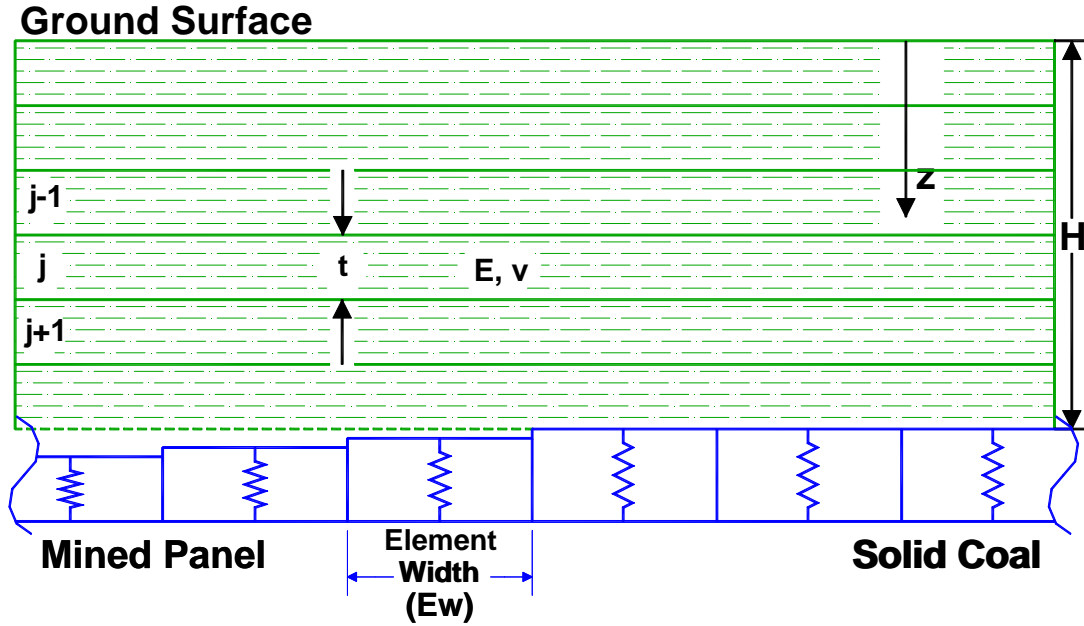 Ground Surface
z
j-1
H
j
t
E, v
j+1
Mined Panel
Element
Width
(Ew)
Solid Coal